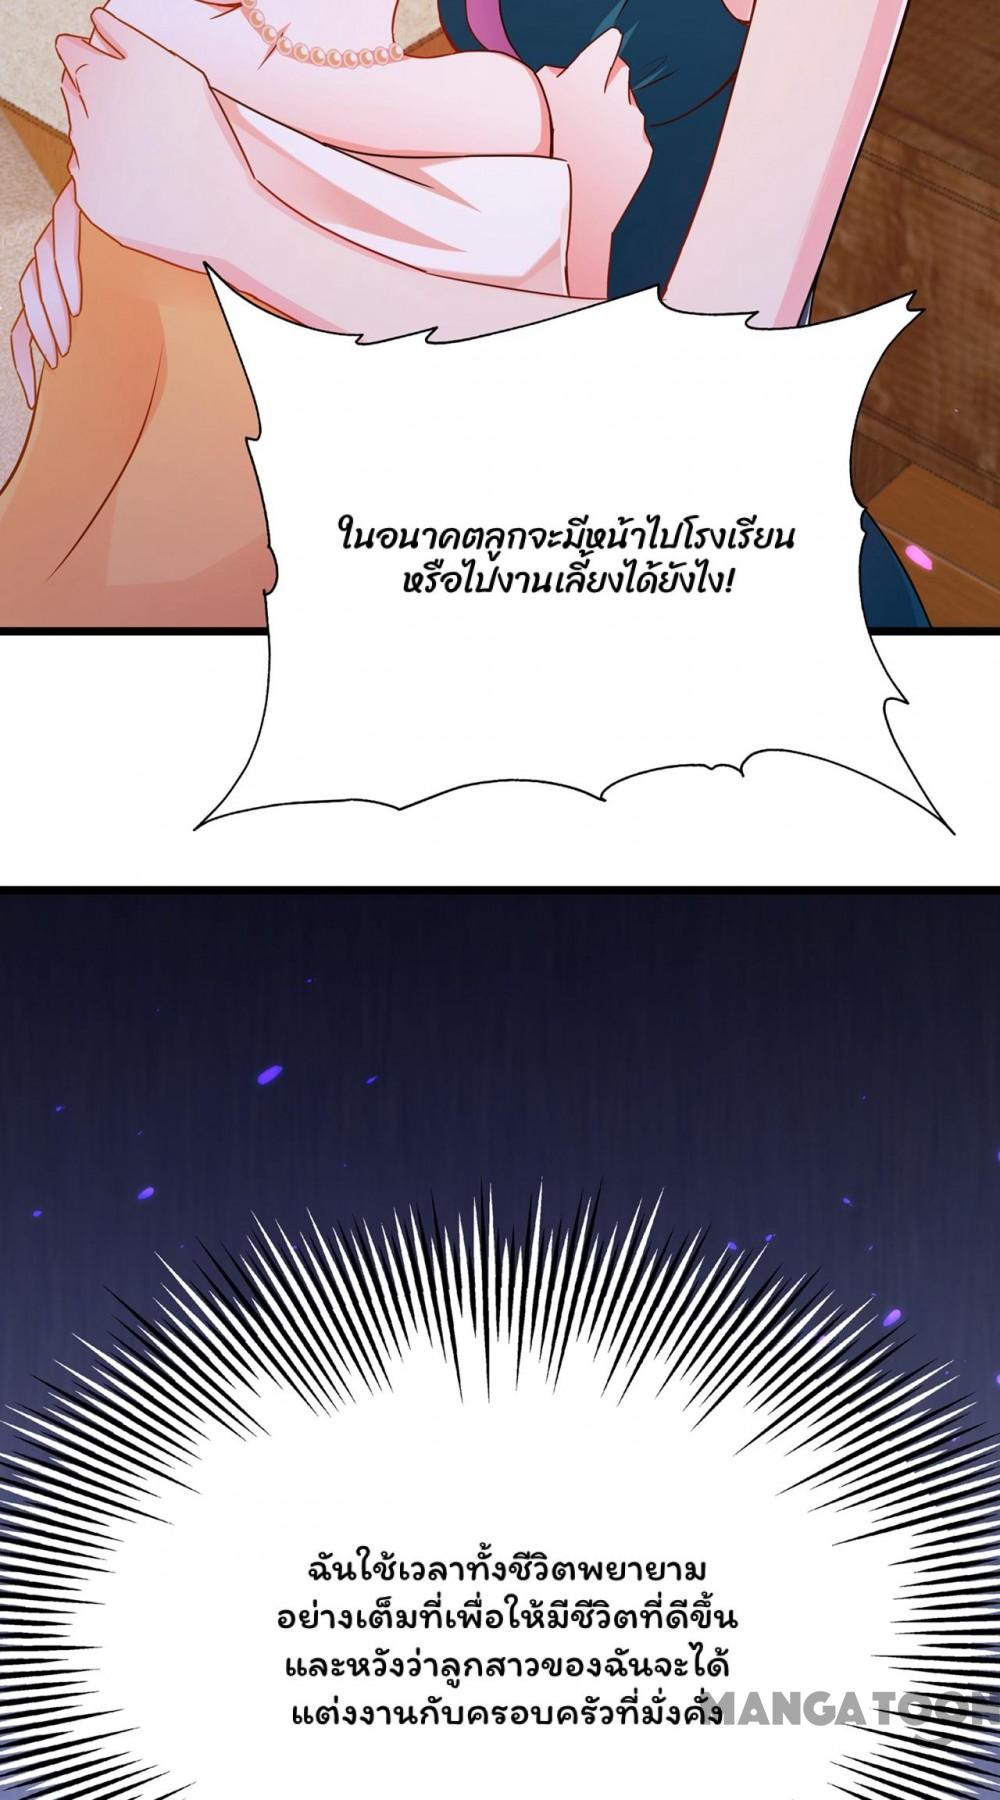 ในอนาคตลูกจะมีหน้าไปโรงเรียน
หรือไปงานเลี้ยงได้ยังไง!
ฉันใช้เวลาทั้งชีวิตพยายาม
อย่างเต็มที่เพื่อให้มีชีวิตที่ดีขึ้น
และหวังว่าลูกสาวของฉันจะได้
แต่งงานกับครอบครัวที่มั่งคั่ง
MANGATOON